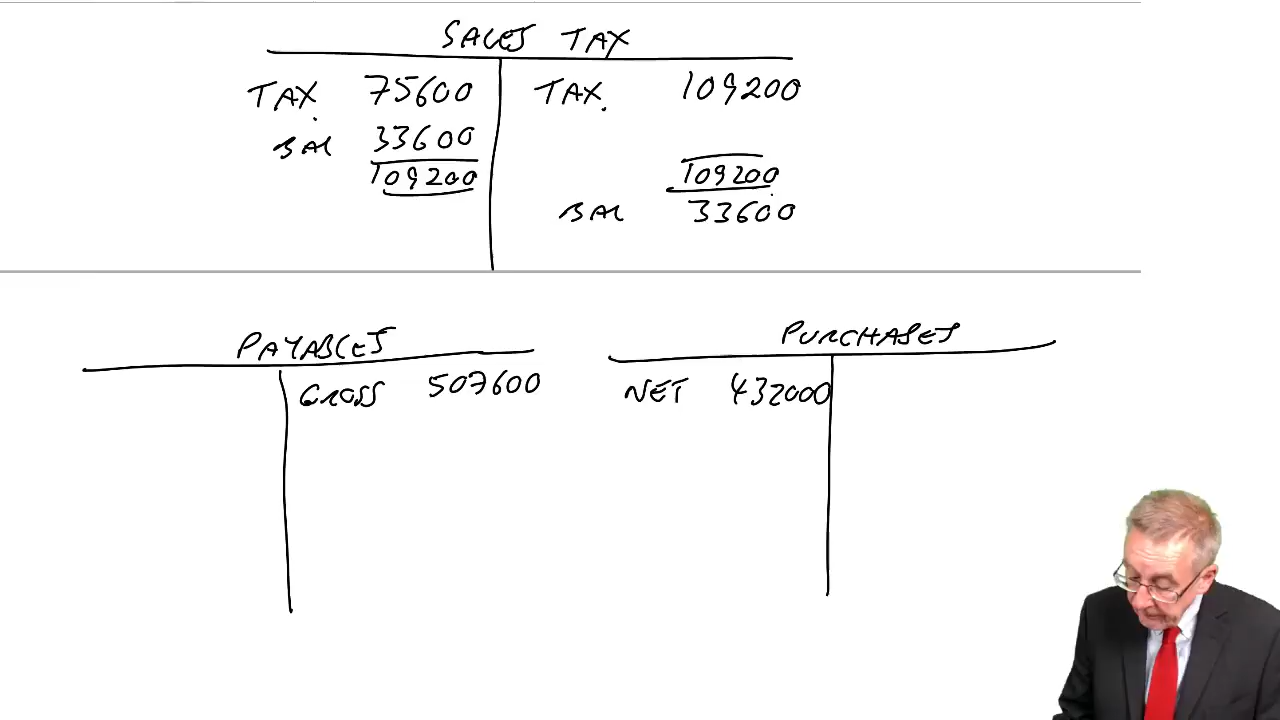 SALES TAX
TAX 75600 TAX. 109200
BAL 33600
109200 109200
BAL 33600
PAYABLES PURCHASES
GROSS 507600 NET 432000